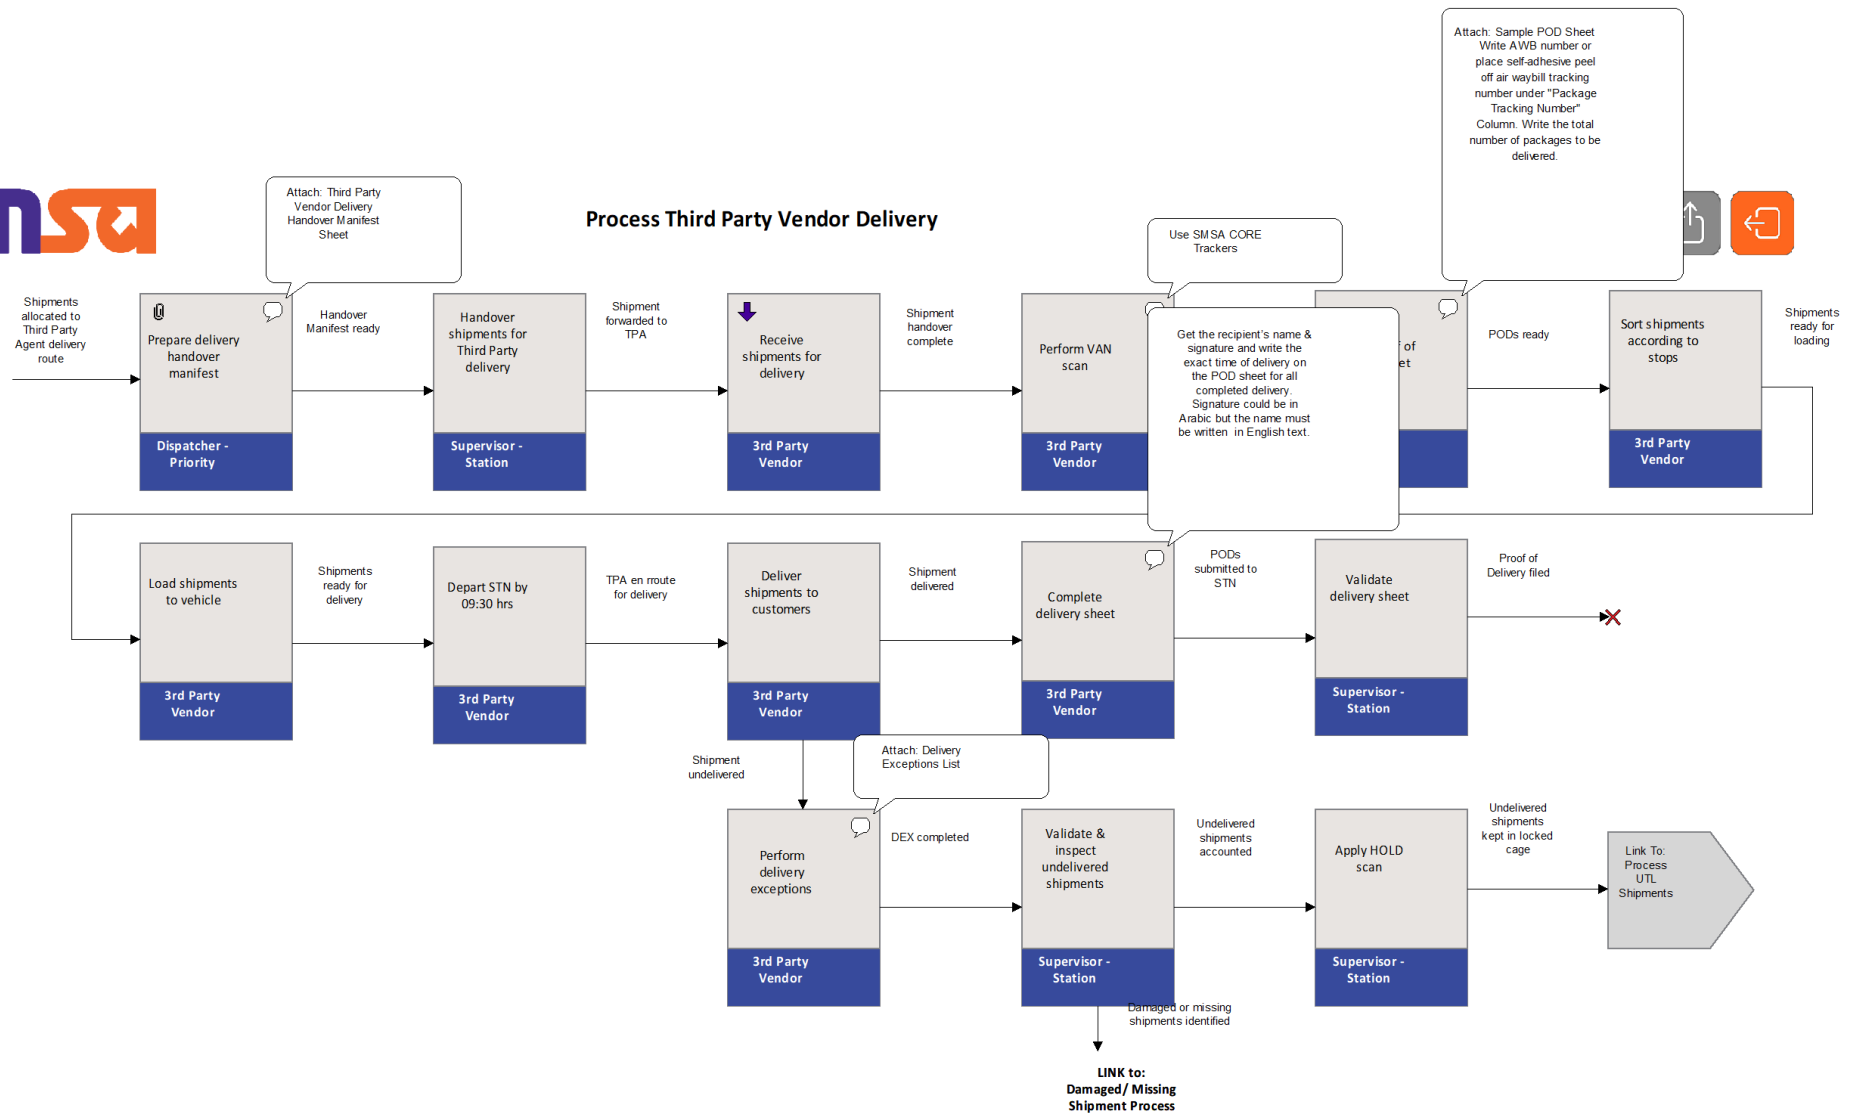 Attach: Sample POD Sheet
Write AWB number or
place self-adhesive peel
off air waybill tracking
number under "Package
Tracking Number"
Column. Write the total
number of packages to be
delivered.
Attach: Third Party
Vendor Delivery
Handover Manifest
Sheet
Process Third Party Vendor Delivery
Use SMSA CORE
Trackers
msa
Shipments
allocated to
Third Party
Agent delivery
route
Prepare delivery
handover
manifest
Dispatcher -
Priority
Handover
Manifest ready
Handover
shipments for
Third Party
delivery
Supervisor -
Station
Shipment
forwarded to
TPA
Receive
shipments for
delivery
3rd Party
Vendor
Shipment
handover
complete
Perform VAN
scan
3rd Party
Vendor
Get the recipient's name &
signature and write the
exact time of delivery on
the POD sheet for all
completed delivery.
Signature could be in
Arabic but the name must
be written in English text.
of
PODs ready
Sort shipments
according to
stops
3rd Party
Vendor
Shipments
ready for
loading
Load shipments
to vehicle
3rd Party
Vendor
Shipments
ready for
delivery
Depart STN by
09:30 hrs
3rd Party
Vendor
TPA en rroute
for delivery
Deliver
shipments to
customers
3rd Party
Vendor
Shipment
delivered
Complete
delivery sheet
3rd Party
Vendor
PODs
submitted to
STN
Validate
delivery sheet
Supervisor -
Station
Proof of
Delivery filed
Shipment
undelivered
Attach: Delivery
Exceptions List
Perform
delivery
exceptions
3rd Party
Vendor
DEX completed
Validate &
inspect
undelivered
shipments
Supervisor -
Station
Undelivered
shipments
accounted
Apply HOLD
scan
Supervisor -
Station
Undelivered
shipments
kept in locked
cage
Link To:
Process
UTL
Shipments
Damaged or missing
shipments identified
LINK to:
Damaged/ Missing
Shipment Process